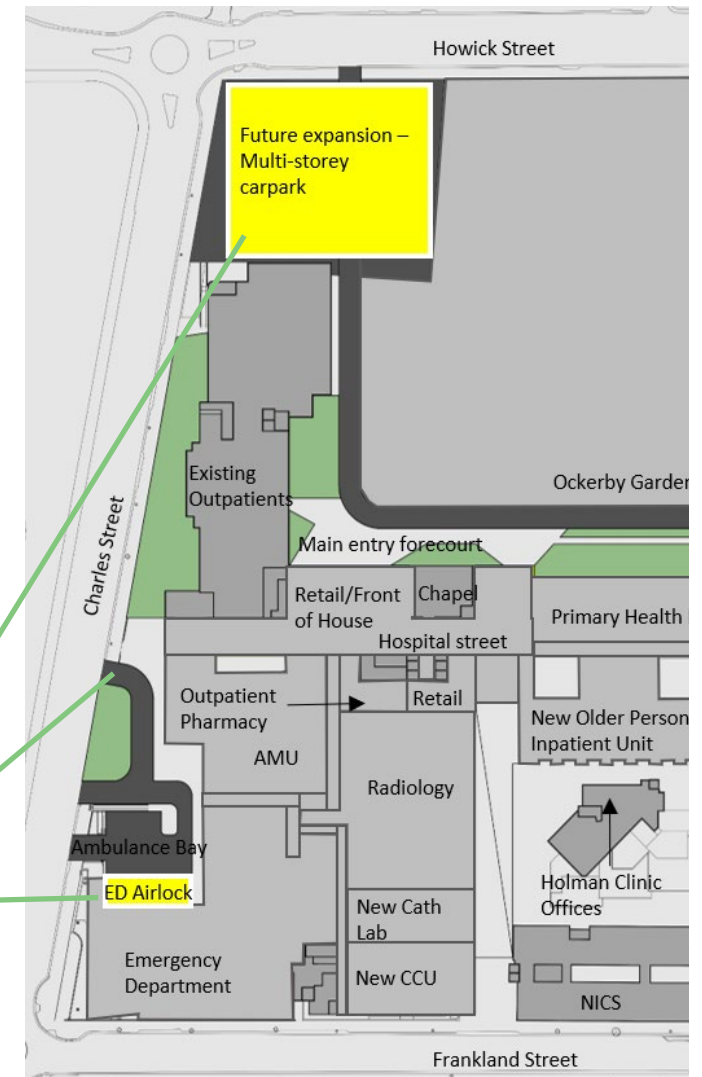 Howick Street
Future expansion –
Multi-storey
carpark
Existing
Outpatients
Ockerby Garden
Charles Street
Main entry forecourt
Retail/Front
of House
Chapel
Primary Health
Hospital street
Outpatient
Pharmacy
Retail
New Older Person
Inpatient Unit
AMU
Radiology
Ambulance Bay
ED Airlock
Holman Clinic
Offices
New Cath
Lab
Emergency
Department
New CCU
NICS
Frankland Street